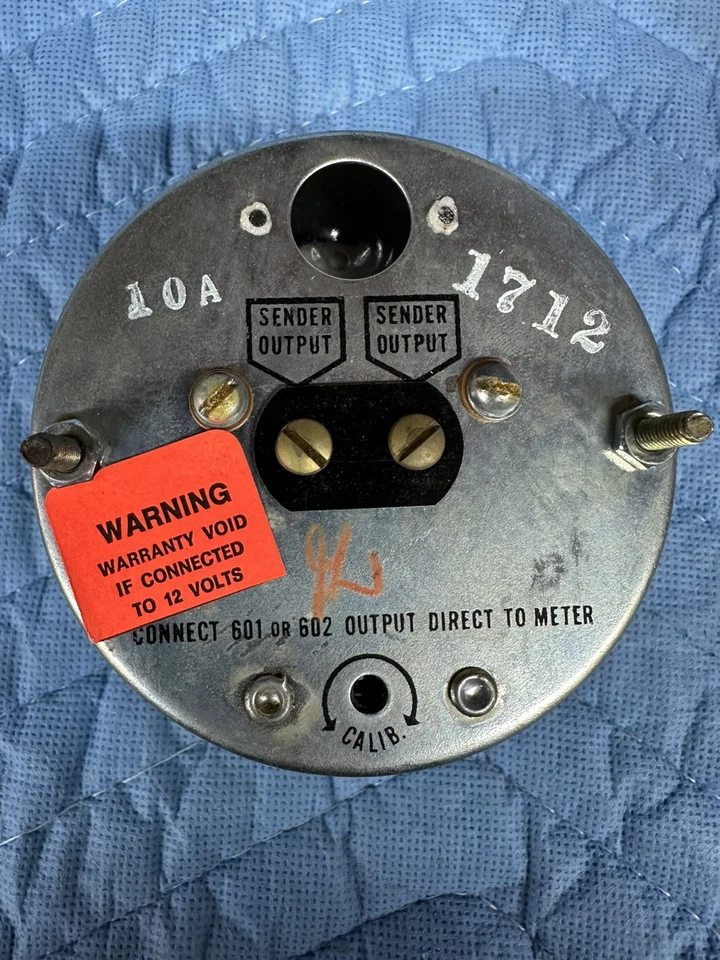 10A
1712
SENDER
OUTPUT
SENDER
OUTPUT
WARNING
WARRANTY VOID
IF CONNECTED
TO 12 VOLTS
CONNECT 601 OR 602 OUTPUT DIRECT TO METER
CALIB.